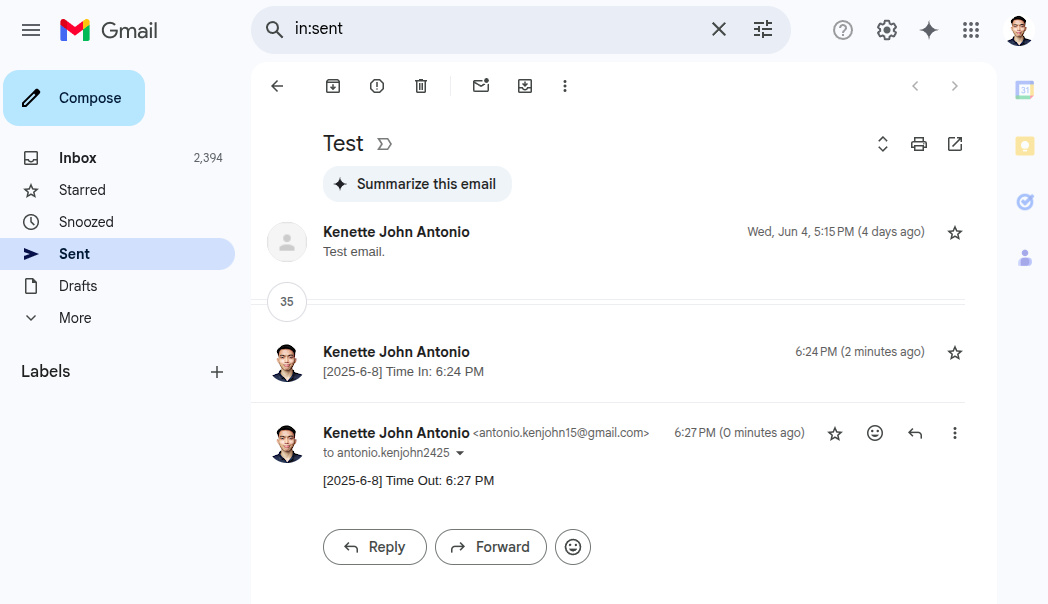 in:sent
Gmail
Compose
Inbox 2,394
Starred
Snoozed
Sent
Drafts
More
Labels
31
Test
Summarize this email
Kenette John Antonio Wed, Jun 4, 5:15 PM (4 days ago)
Test email.
35
Kenette John Antonio 6:24 PM (2 minutes ago)
[2025-6-8] Time In: 6:24 PM
Kenette John Antonio <antonio.kenjohn15@gmail.com> 6:27 PM (0 minutes ago)
to antonio.kenjohn2425
[2025-6-8] Time Out: 6:27 PM
Reply Forward